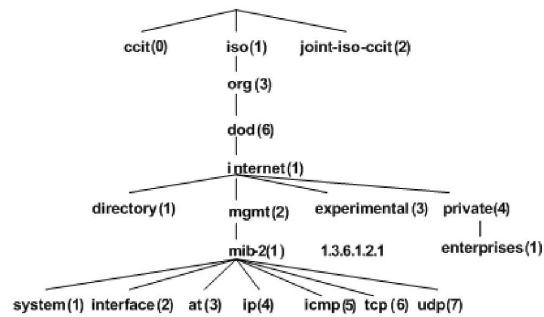 ccit(0) iso(1) joint-iso-ccit(2)
org(3)
dod(6)
internet(1)
directory(1) mgmt(2) experimental(3) private(4)
mib-2(1) 1.3.6.1.2.1 enterprises(1)
system(1) interface(2) at(3) ip(4) icmp(5) tcp (6) udp(7)